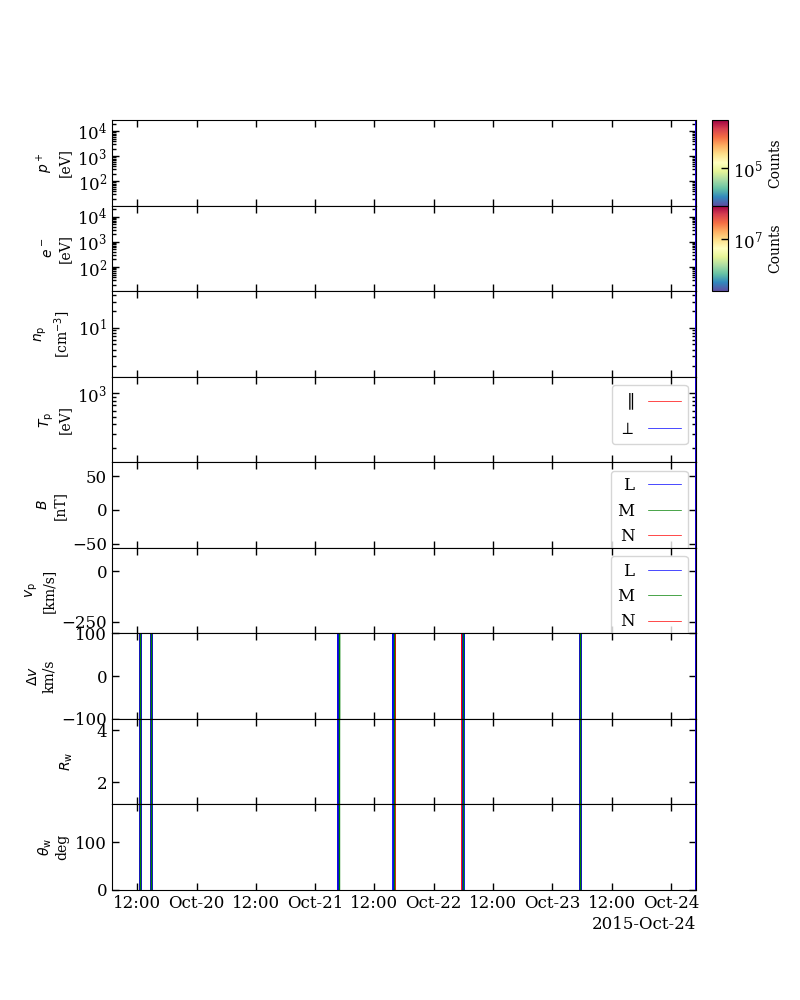 10⁴
10³
10²
p⁺
[eV]
10⁵
Counts
10⁴
10³
10²
e⁻
[eV]
10⁷
Counts
10¹
nₚ
[cm⁻³]
10³
Tₚ
[eV]
∥
⊥
50
0
−50
B
[nT]
L
M
N
0
−250
vₚ
[km/s]
L
M
N
100
0
−100
Δv
km/s
4
2
R_w
100
0
θ_w
deg
12:00 Oct-20 12:00 Oct-21 12:00 Oct-22 12:00 Oct-23 12:00 Oct-24
2015-Oct-24